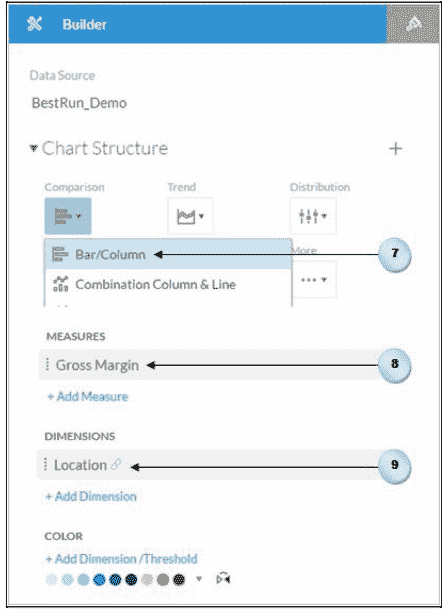 Builder
Data Source
BestRun_Demo
Chart Structure
Comparison Trend Distribution
Bar/Column
More
7
Combination Column & Line
MEASURES
Gross Margin
8
+ Add Measure
DIMENSIONS
Location
9
+ Add Dimension
COLOR
+ Add Dimension /Threshold